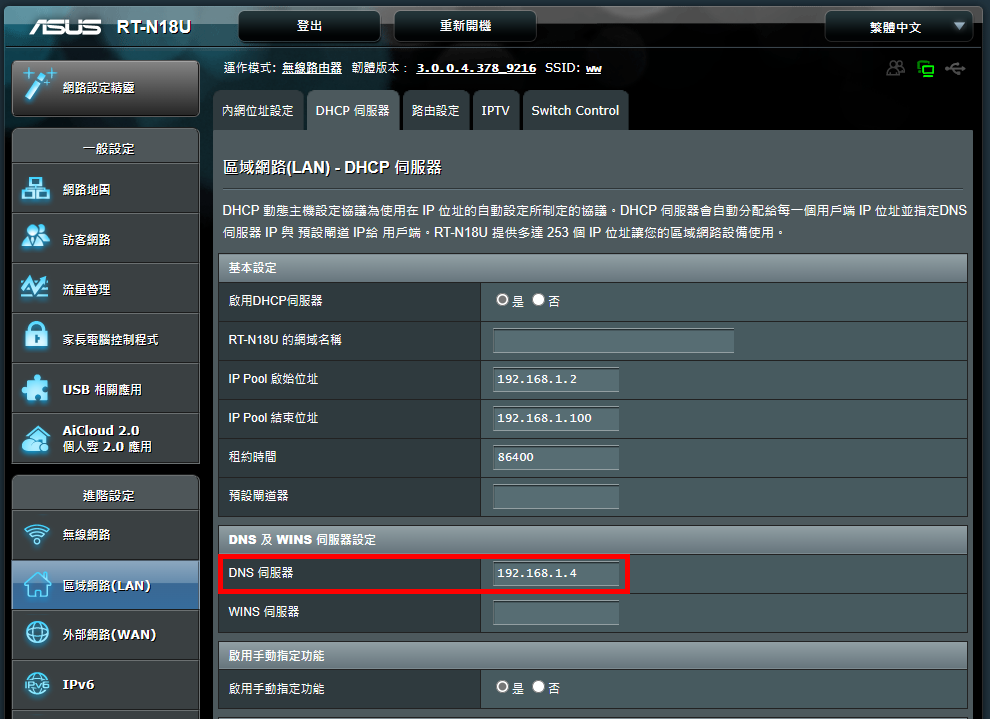 ASUS RT-N18U 登出 重新開機 繁體中文
運作模式: 無線路由器 韌體版本: 3.0.0.4.378_9216 SSID: ww
網路設定精靈
內網位址設定 DHCP 伺服器 路由設定 IPTV Switch Control
一般設定
網路地圖
訪客網路
流量管理
家長電腦控制程式
USB 相關應用
AiCloud 2.0
個人雲 2.0 應用
進階設定
無線網路
區域網路(LAN)
外部網路(WAN)
IPv6
區域網路(LAN) - DHCP 伺服器
DHCP 動態主機設定協議為使用在 IP 位址的自動設定所制定的協議。DHCP 伺服器會自動分配給每一個用戶端 IP 位址並指定DNS
伺服器 IP 與 預設閘道 IP給 用戶端。RT-N18U 提供多達 253 個 IP 位址讓您的區域網路設備使用。
基本設定
啟用DHCP伺服器 是 否
RT-N18U 的網域名稱
IP Pool 啟始位址 192.168.1.2
IP Pool 結束位址 192.168.1.100
租約時間 86400
預設閘道器
DNS 及 WINS 伺服器設定
DNS 伺服器 192.168.1.4
WINS 伺服器
啟用手動指定功能
啟用手動指定功能 是 否